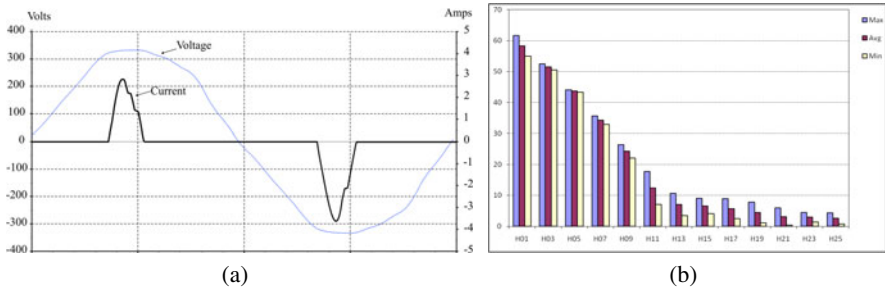 Volts
Amps
400
300
200
100
0
-100
-200
-300
-400
Voltage
Current
5
4
3
2
1
0
-1
-2
-3
-4
-5
(a)
70
60
50
40
30
20
10
0
H01 H03 H05 H07 H09 H11 H13 H15 H17 H19 H21 H23 H25
Max
Avg
Min
(b)